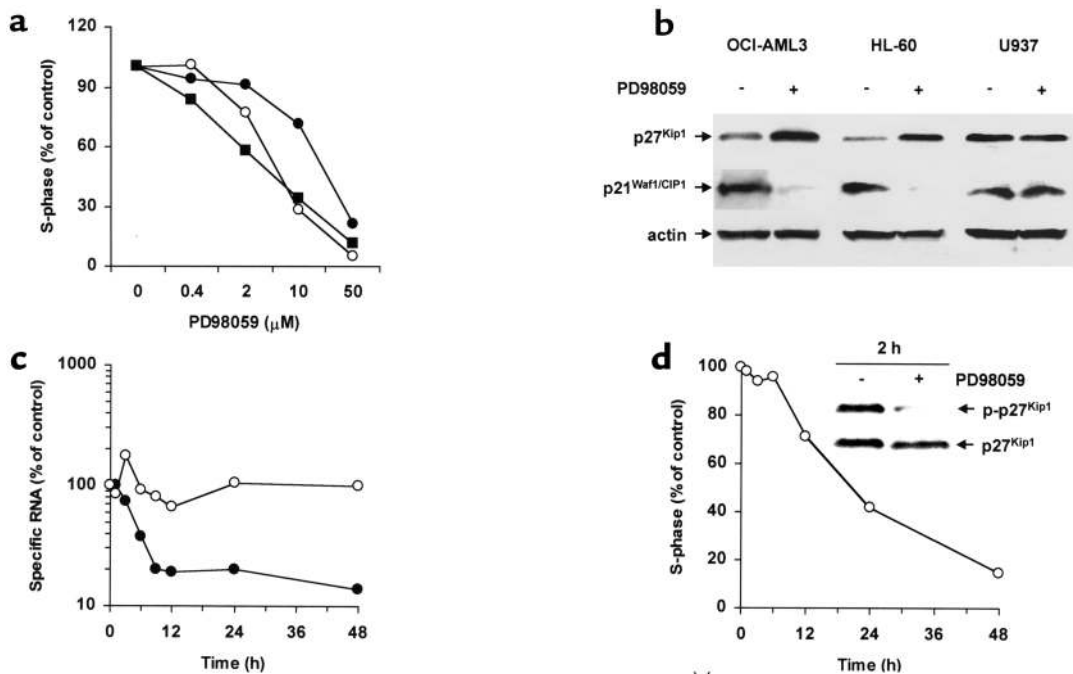 a
120
90
60
30
0
S-phase (% of control)
0 0.4 2 10 50
PD98059 (μM)
b
OCI-AML3 HL-60 U937
PD98059 - + - + - +
p27Kip1
p21Waf1/CIP1
actin
c
1000
100
10
Specific RNA (% of control)
0 12 24 36 48
Time (h)
d
100
80
60
40
20
0
S-phase (% of control)
2 h
- + PD98059
p-p27Kip1
p27Kip1
0 12 24 36 48
Time (h)